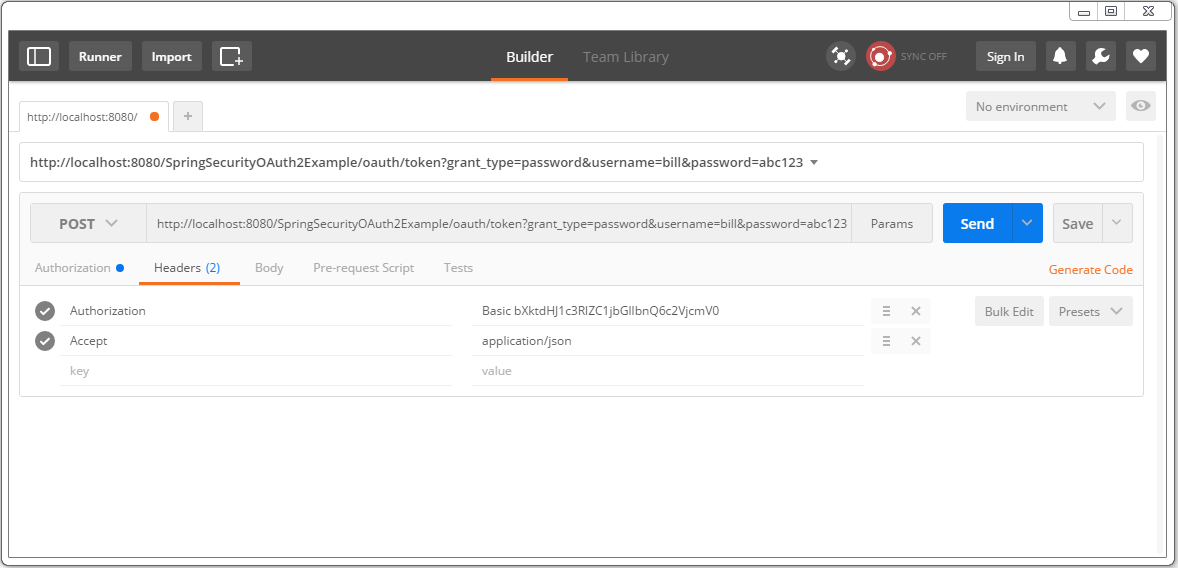 Runner Import Builder Team Library SYNC OFF Sign In
http://localhost:8080/ + No environment
http://localhost:8080/SpringSecurityOAuth2Example/oauth/token?grant_type=password&username=bill&password=abc123
POST http://localhost:8080/SpringSecurityOAuth2Example/oauth/token?grant_type=password&username=bill&password=abc123 Params Send Save
Authorization Headers (2) Body Pre-request Script Tests Generate Code
Authorization Basic bXktdHJ1c3RlZC1jbGllbnQ6c2VjcmV0 Bulk Edit Presets
Accept application/json
key value